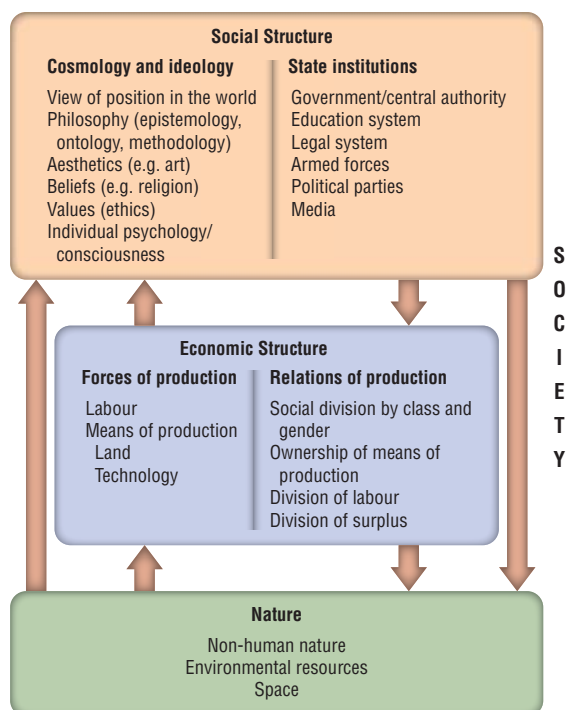 Social Structure
Cosmology and ideology
View of position in the world
Philosophy (epistemology,
ontology, methodology)
Aesthetics (e.g. art)
Beliefs (e.g. religion)
Values (ethics)
Individual psychology/
consciousness
State institutions
Government/central authority
Education system
Legal system
Armed forces
Political parties
Media
Economic Structure
Forces of production
Labour
Means of production
Land
Technology
Relations of production
Social division by class and
gender
Ownership of means of
production
Division of labour
Division of surplus
Nature
Non-human nature
Environmental resources
Space
SOCIETY